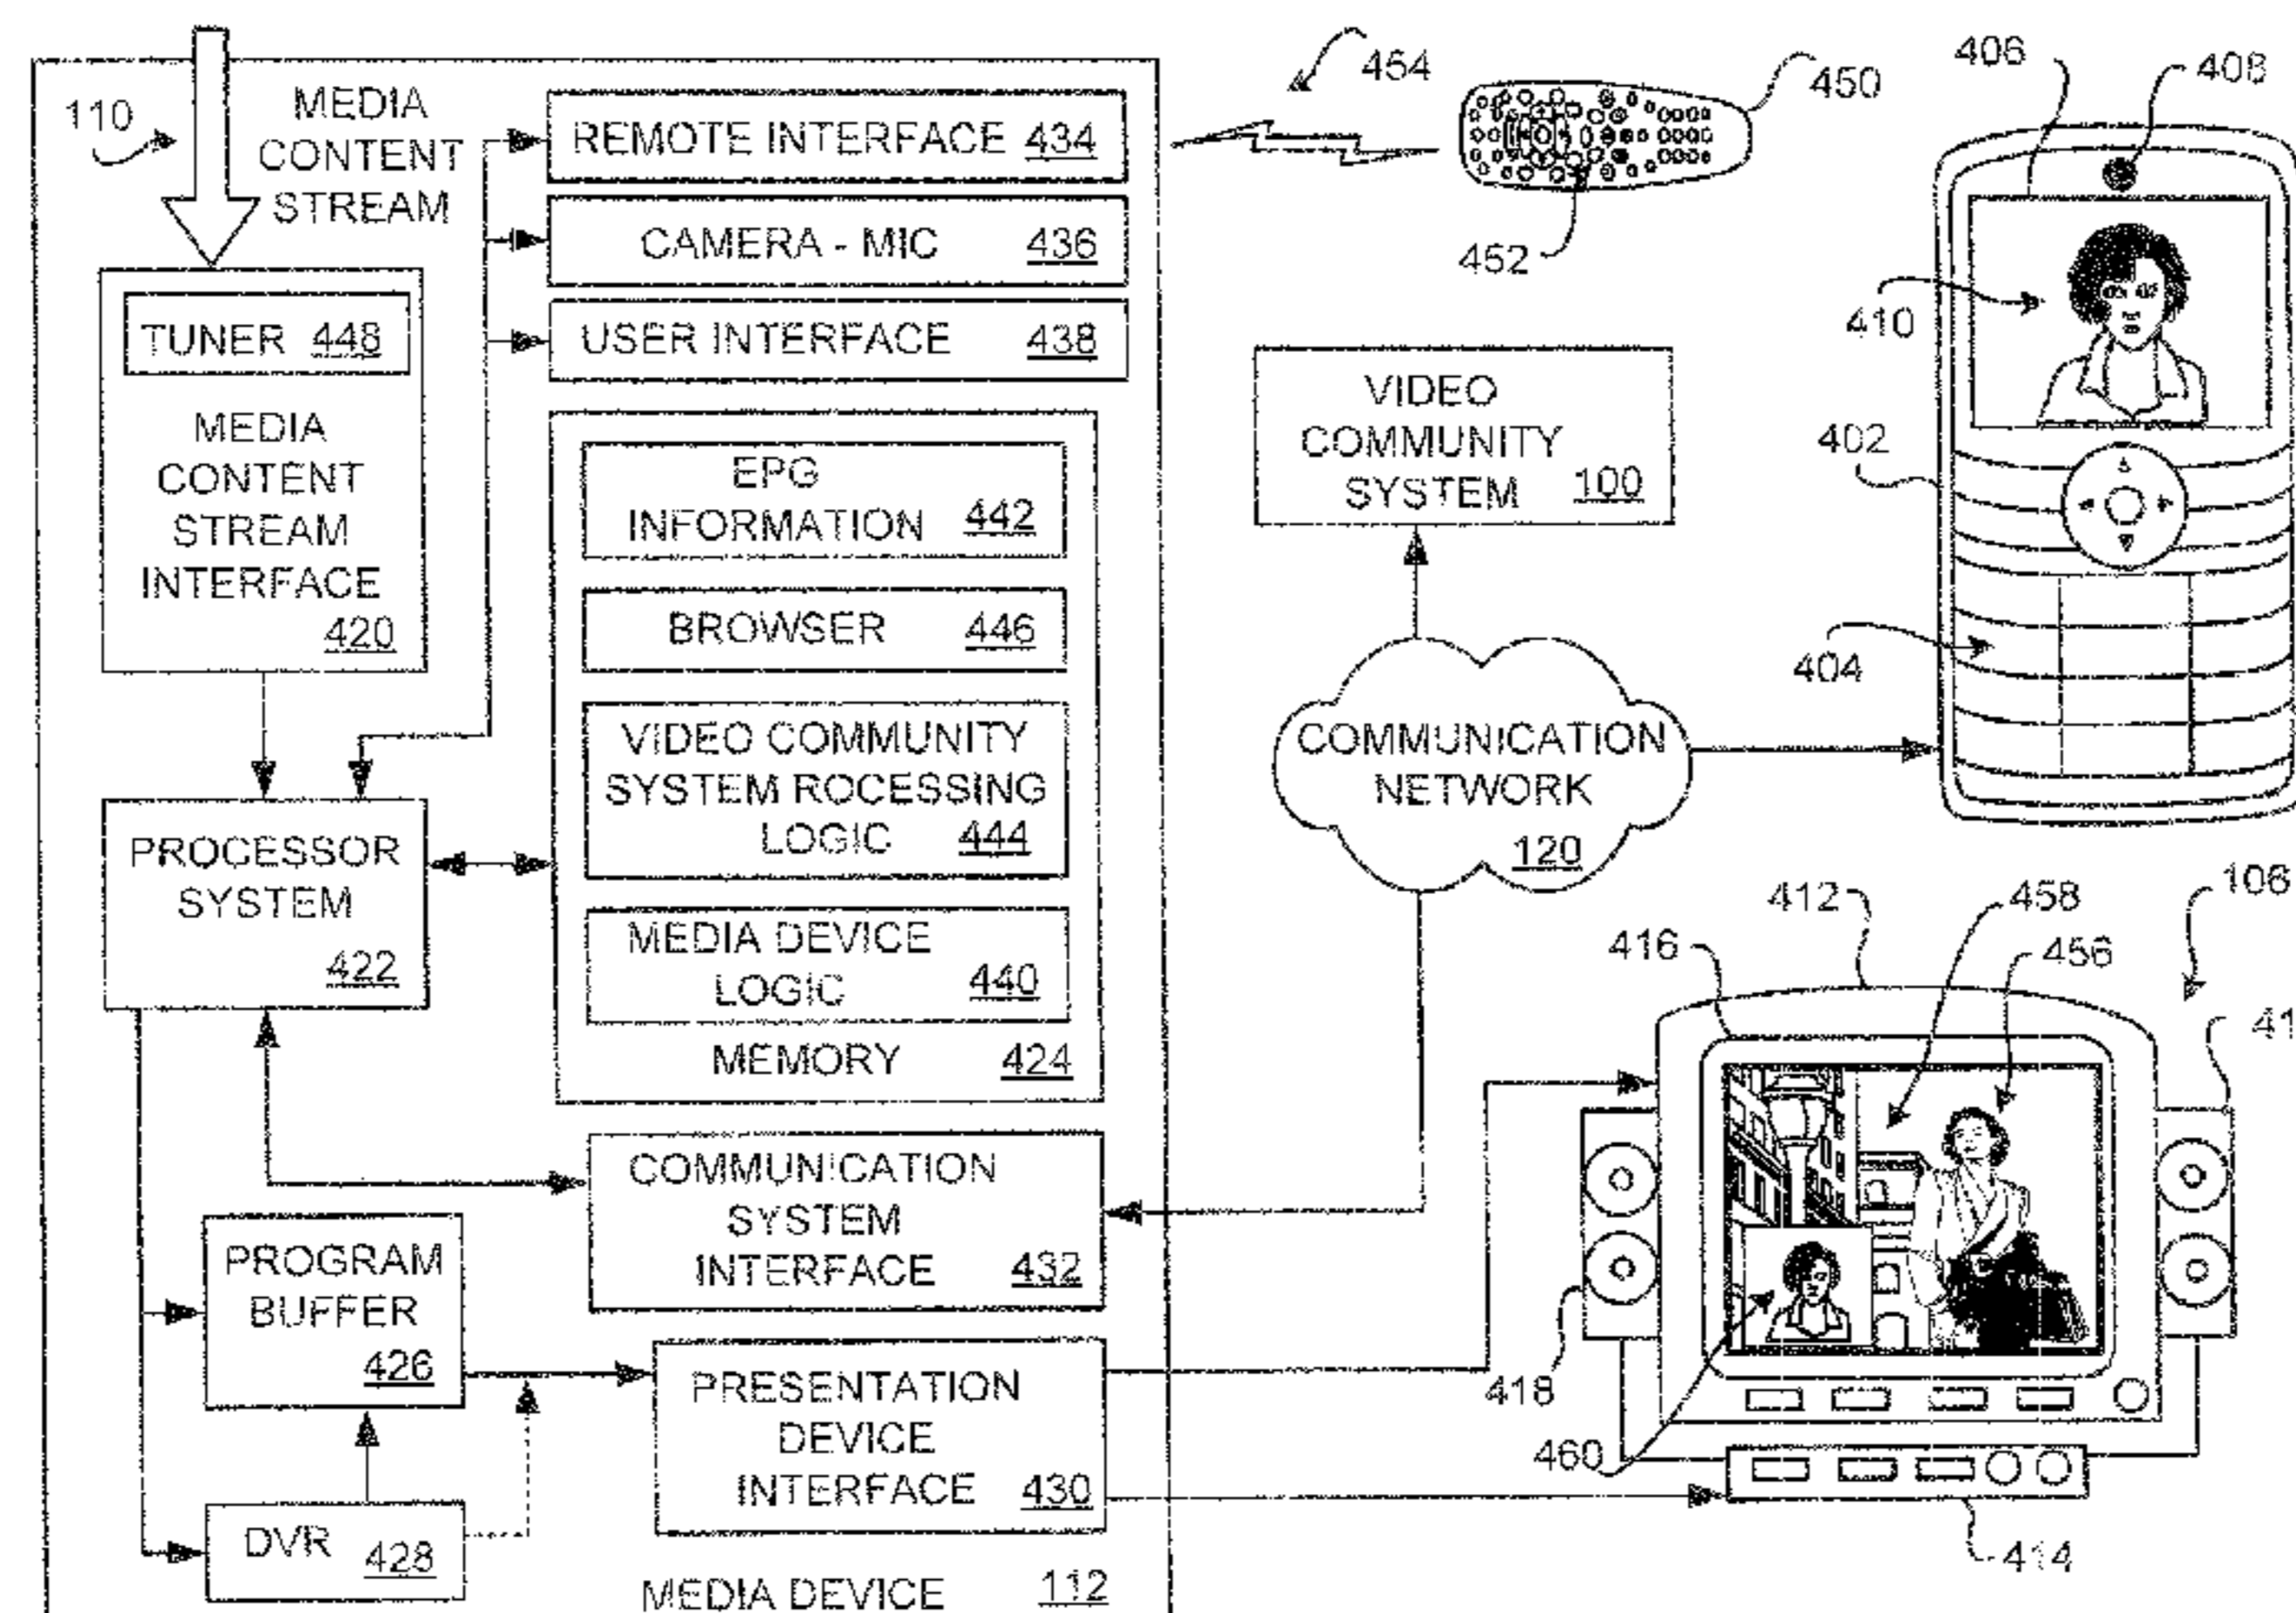 110
MEDIA
CONTENT
STREAM
TUNER 448
MEDIA
CONTENT
STREAM
INTERFACE
420
REMOTE INTERFACE 434
CAMERA - MIC 436
USER INTERFACE 438
EPG
INFORMATION 442
BROWSER 446
VIDEO COMMUNITY
SYSTEM ROCESSING
LOGIC 444
MEDIA DEVICE
LOGIC 440
MEMORY 424
PROCESSOR
SYSTEM
422
COMMUNICATION
SYSTEM
INTERFACE 432
PROGRAM
BUFFER
426
PRESENTATION
DEVICE
INTERFACE 430
DVR 428
MEDIA DEVICE 112
454
450
452
VIDEO
COMMUNITY
SYSTEM 100
COMMUNICATION
NETWORK
120
406
408
410
402
404
412
458
106
416
456
41
418
460
414